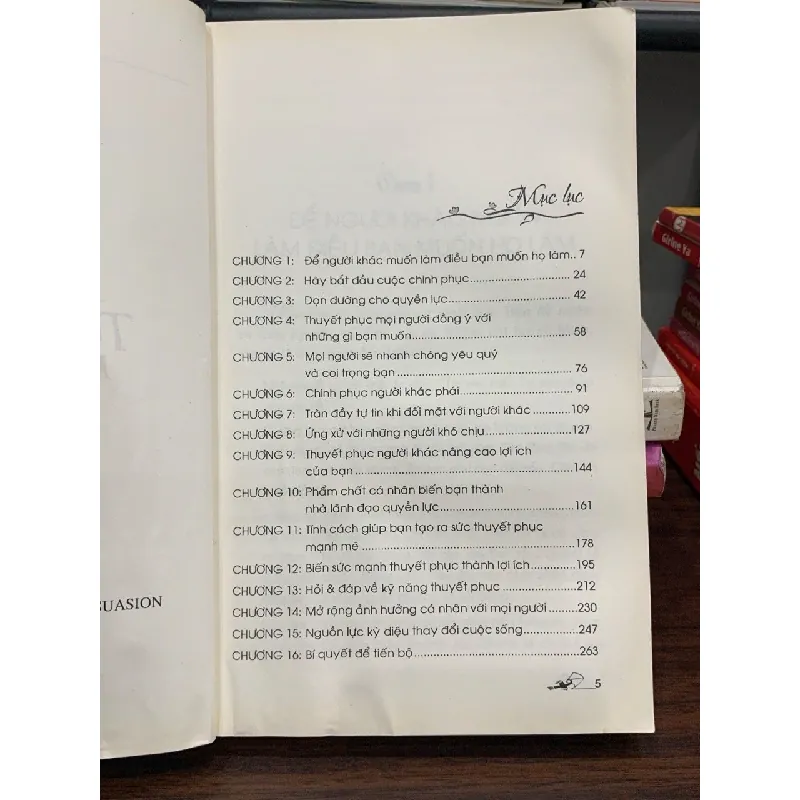 Mục lục
CHƯƠNG 1: Để người khác muốn làm điều bạn muốn họ làm.. 7
CHƯƠNG 2: Hãy bắt đầu cuộc chinh phục........................ 24
CHƯƠNG 3: Dọn đường cho quyền lực........................... 42
CHƯƠNG 4: Thuyết phục mọi người đồng ý với
những gì bạn muốn.................................. 58
CHƯƠNG 5: Mọi người sẽ nhanh chóng yêu quý
và coi trọng bạn ..................................... 76
CHƯƠNG 6: Chinh phục người khác phái......................... 91
CHƯƠNG 7: Tràn đầy tự tin khi đối mặt với người khác ...........109
CHƯƠNG 8: Ứng xử với những người khó chịu......................127
CHƯƠNG 9: Thuyết phục người khác nâng cao lợi ích
của bạn .............................................144
CHƯƠNG 10: Phẩm chất cá nhân biến bạn thành
nhà lãnh đạo quyền lực............................161
CHƯƠNG 11: Tính cách giúp bạn tạo ra sức thuyết phục
mạnh mẽ ...........................................178
CHƯƠNG 12: Biến sức mạnh thuyết phục thành lợi ích ............195
CHƯƠNG 13: Hỏi & đáp về kỹ năng thuyết phục ...................212
CHƯƠNG 14: Mở rộng ảnh hưởng cá nhân với mọi người .........230
CHƯƠNG 15: Nguồn lực kỳ diệu thay đổi cuộc sống...............247
CHƯƠNG 16: Bí quyết để tiến bộ ....................................263
5
SUASION
Girine Ya